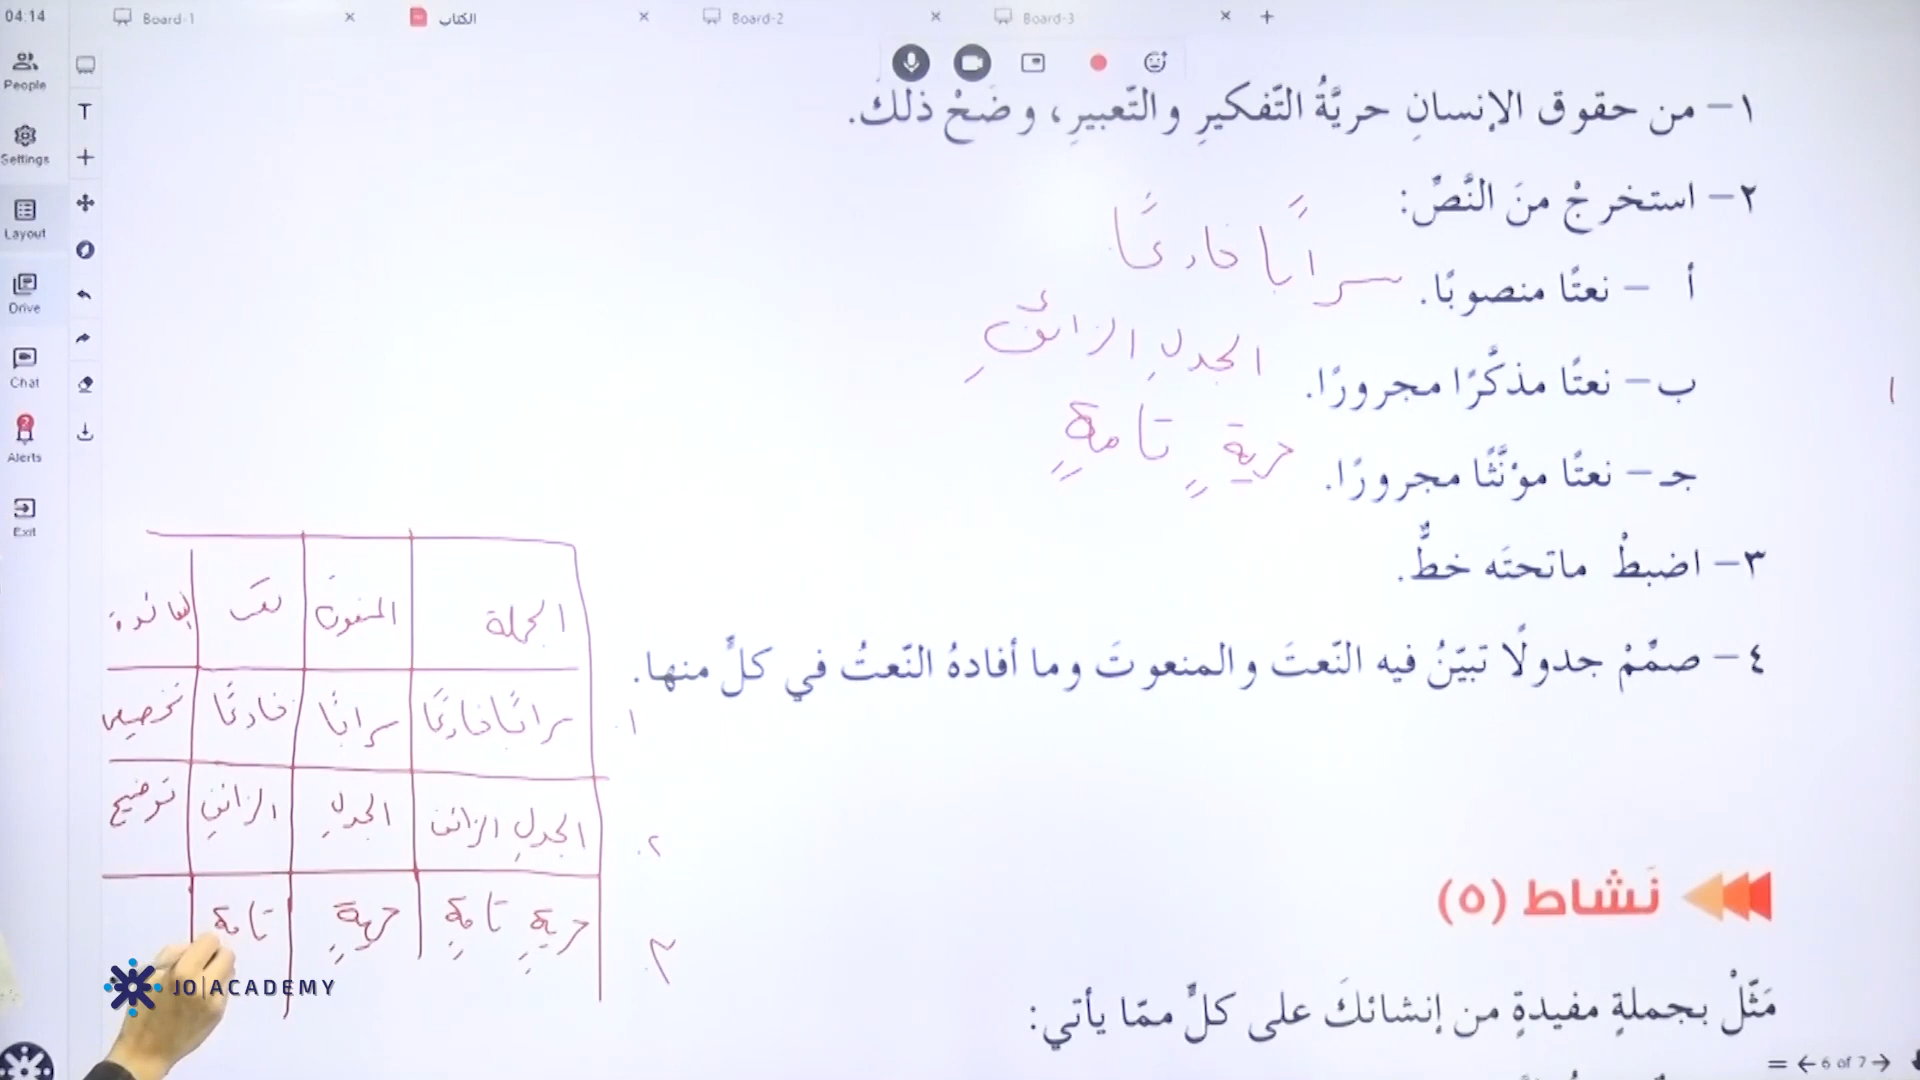 04:14
Board-1
الكتاب
Board-2
Board-3
People
Settings
Layout
Drive
Chat
Alerts
Exit
١- من حقوق الإنسانِ حريَّةُ التّفكيرِ والتّعبيرِ، وضَحْ ذلكَ.
٢- استخرجْ منَ النَّصِّ:
أ - نعتًا منصوبًا.
سرابًا خادعًا
ب- نعتًا مذكَّرًا مجرورًا.
الجدلِ الزائفِ
جـ- نعتًا مؤنَّثًا مجرورًا.
حريةٍ تامةٍ
٣- اضبطْ ماتحتَه خطٌّ.
٤- صمِّمْ جدولًا تبيّنُ فيه النّعتَ والمنعوتَ وما أفادهُ النّعتُ في كلٍّ منها.
الجملة المنعوت نعت الفائدة
١. سرابًا خادعًا سرابًا خادعًا تخصيص
٢. الجدلِ الزائف الجدلِ الزائفِ توضيح
٣. حريةٍ تامةٍ حريةٍ تامة
نَشاط (٥)
مَثّلْ بجملةٍ مفيدةٍ من إنشائكَ على كلٍّ ممّا يأتي:
JO ACADEMY
6 of 7